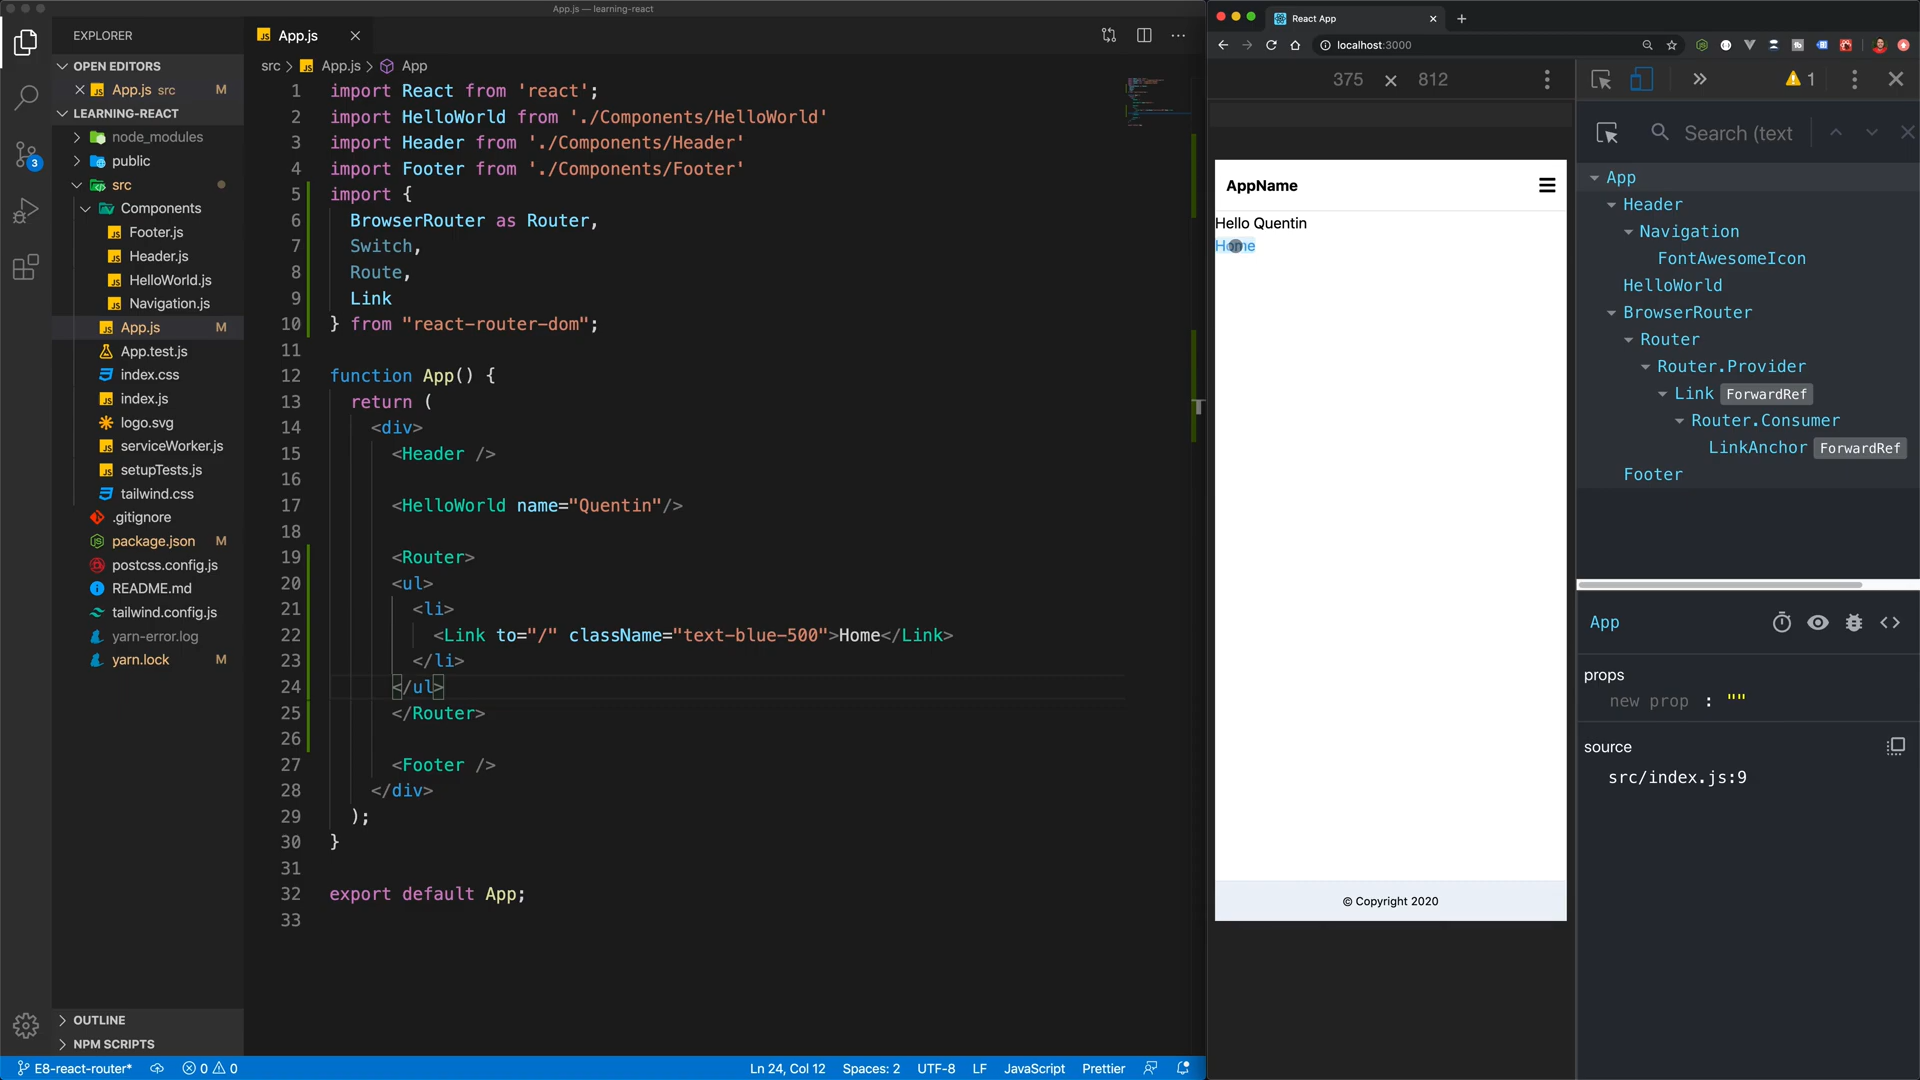 App.js — learning-react
EXPLORER
OPEN EDITORS
App.js src M
LEARNING-REACT
node_modules
public
src
Components
Footer.js
Header.js
HelloWorld.js
Navigation.js
App.js M
App.test.js
index.css
index.js
logo.svg
serviceWorker.js
setupTests.js
tailwind.css
.gitignore
package.json M
postcss.config.js
README.md
tailwind.config.js
yarn-error.log
yarn.lock M
OUTLINE
NPM SCRIPTS
3
App.js
src > App.js > App
1 import React from 'react';
2 import HelloWorld from './Components/HelloWorld'
3 import Header from './Components/Header'
4 import Footer from './Components/Footer'
5 import {
6 BrowserRouter as Router,
7 Switch,
8 Route,
9 Link
10 } from "react-router-dom";
11
12 function App() {
13 return (
14 <div>
15 <Header />
16
17 <HelloWorld name="Quentin"/>
18
19 <Router>
20 <ul>
21 <li>
22 <Link to="/" className="text-blue-500">Home</Link>
23 </li>
24 </ul>
25 </Router>
26
27 <Footer />
28 </div>
29 );
30 }
31
32 export default App;
33
E8-react-router* 0 0 Ln 24, Col 12 Spaces: 2 UTF-8 LF JavaScript Prettier
React App
localhost:3000
375 × 812
AppName
Hello Quentin
Home
© Copyright 2020
1
Search (text
App
Header
Navigation
FontAwesomeIcon
HelloWorld
BrowserRouter
Router
Router.Provider
Link ForwardRef
Router.Consumer
LinkAnchor ForwardRef
Footer
App
props
new prop : ""
source
src/index.js:9